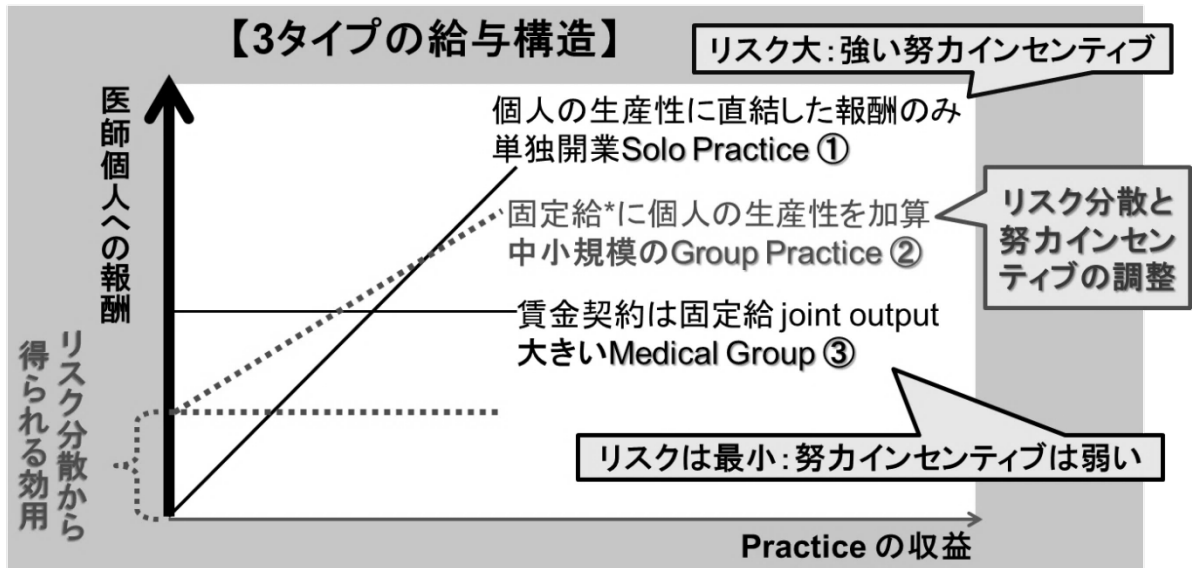 【3タイプの給与構造】
リスク大：強い努力インセンティブ
医師個人への報酬
個人の生産性に直結した報酬のみ
単独開業Solo Practice ①
固定給*に個人の生産性を加算
中小規模のGroup Practice ②
リスク分散と
努力インセン
ティブの調整
賃金契約は固定給 joint output
大きいMedical Group ③
リスク分散から
得られる効用
リスクは最小：努力インセンティブは弱い
Practice の収益